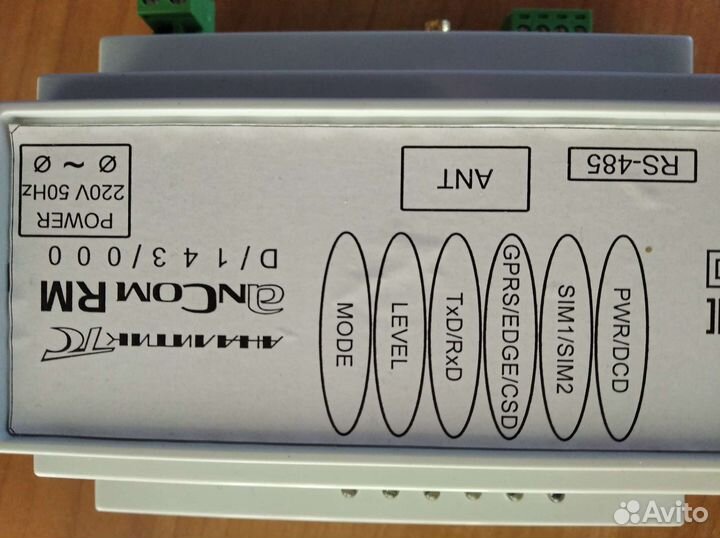 АНАЛИТИК ТС
@nCom RM
D/143/000
POWER
220V 50Hz
Ø ~ Ø
ANT
RS-485
MODE
LEVEL
TxD/RxD
GPRS/EDGE/CSD
SIM1/SIM2
PWR/DCD
Avito